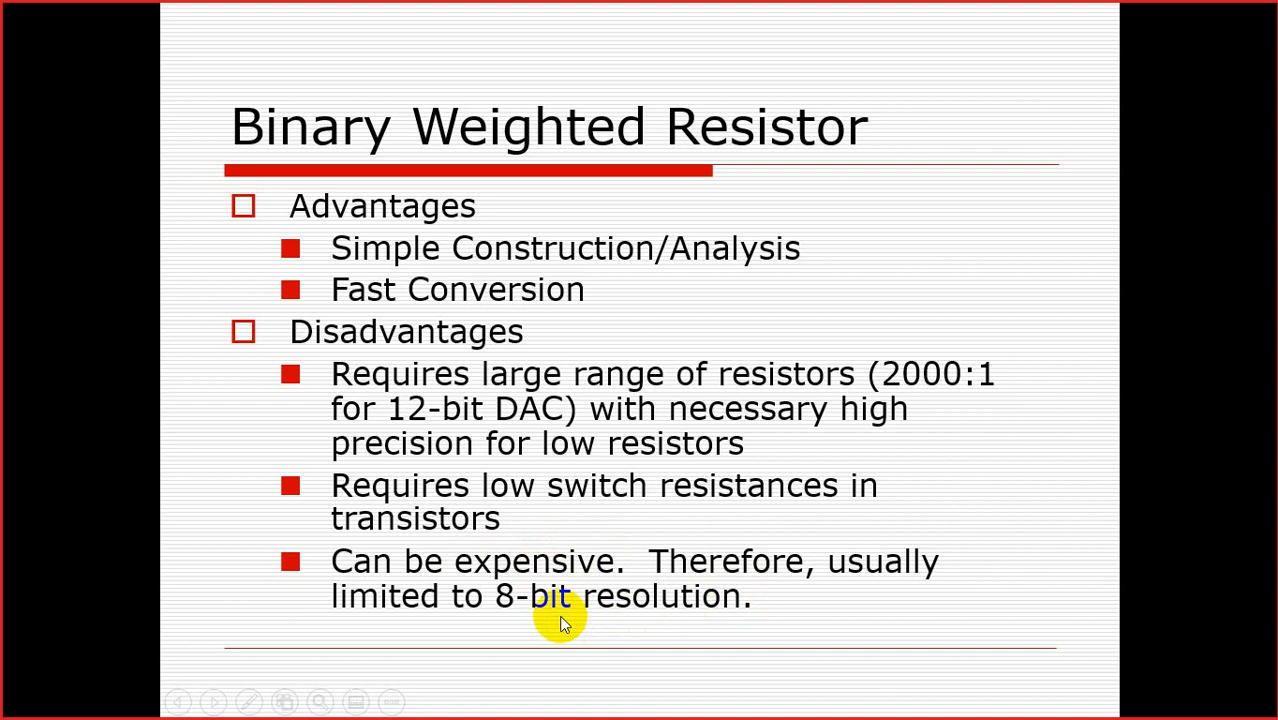 Binary Weighted Resistor
Advantages
Simple Construction/Analysis
Fast Conversion
Disadvantages
Requires large range of resistors (2000:1
for 12-bit DAC) with necessary high
precision for low resistors
Requires low switch resistances in
transistors
Can be expensive.  Therefore, usually
limited to 8-bit resolution.